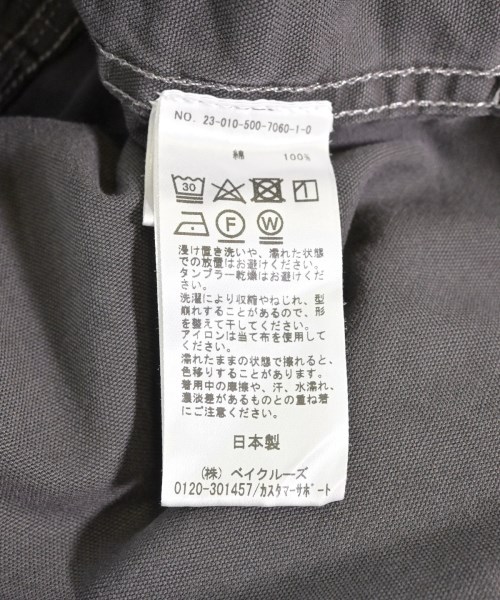 NO. 23-010-500-7060-1-0
綿 100%
30
F W
浸け置き洗いや、濡れた状態
での放置はお避けください。
タンブラー乾燥はお避けください。
洗濯により収縮やねじれ、型
崩れすることがあるので、形
を整えて干してください。
アイロンは当て布を使用して
ください。
濡れたままの状態で擦れると、
色移りすることがあります。
着用中の摩擦や、汗、水濡れ、
濃淡差があるものとの重ね着
にご注意ください。
日本製
(株) ベイクルーズ
0120-301457/カスタマーサポート